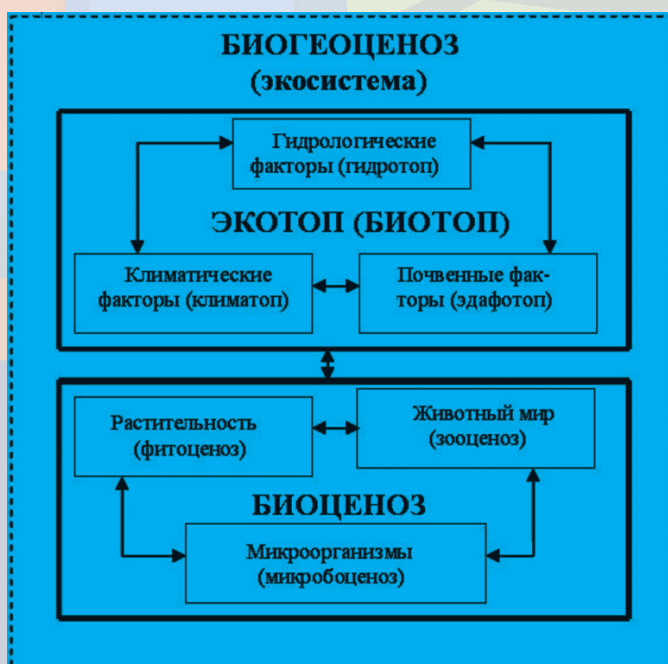 БИОГЕОЦЕНОЗ
(экосистема)
Гидрологические
факторы (гидротоп)
ЭКОТОП (БИОТОП)
Климатические
факторы (климатоп)
Почвенные фак-
торы (эдафотоп)
Растительность
(фитоценоз)
Животный мир
(зооценоз)
БИОЦЕНОЗ
Микроорганизмы
(микробоценоз)